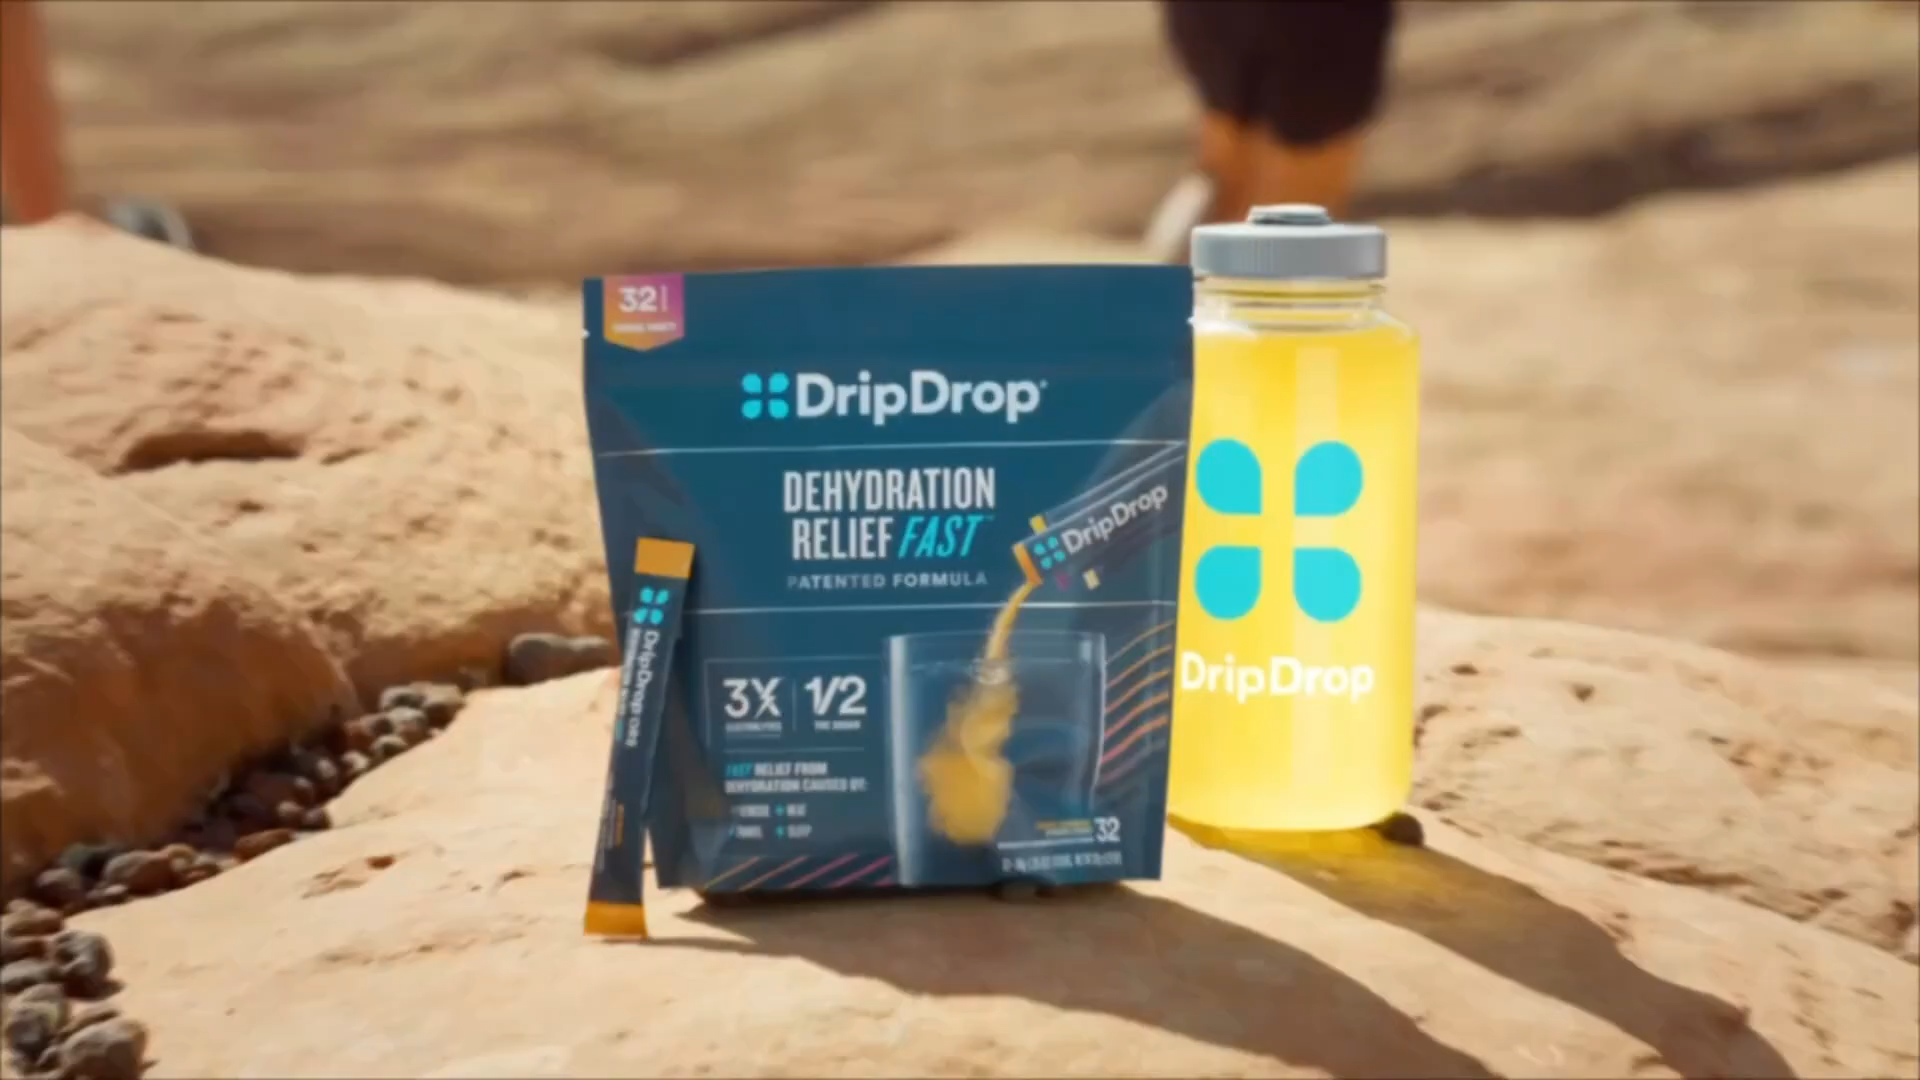 32
DripDrop
DEHYDRATION
RELIEF FAST™
PATENTED FORMULA
DripDrop
3X 1/2
FAST RELIEF FROM
DEHYDRATION CAUSED BY:
32
DripDrop
DripDrop